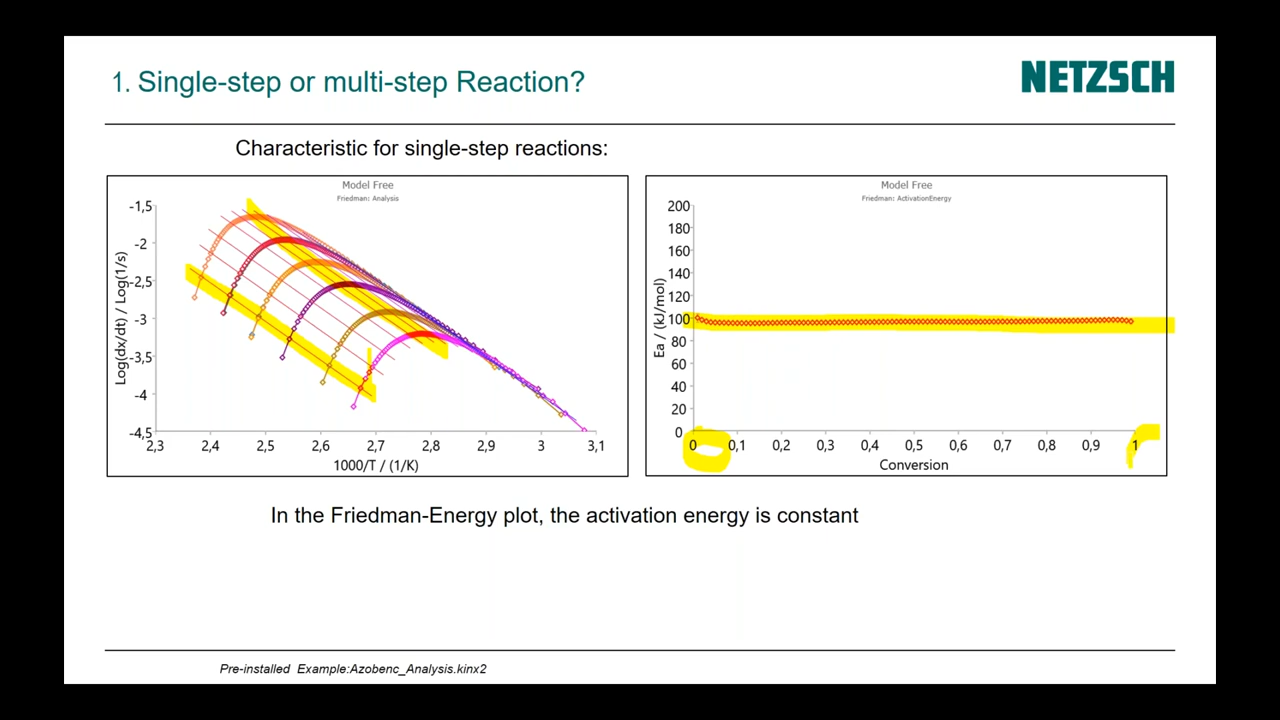 1. Single-step or multi-step Reaction?
NETZSCH
Characteristic for single-step reactions:
Model Free
Friedman: Analysis
-1,5
-2
-2,5
-3
-3,5
-4
-4,5
Log(dx/dt) / Log(1/s)
2,3 2,4 2,5 2,6 2,7 2,8 2,9 3 3,1
1000/T / (1/K)
Model Free
Friedman: ActivationEnergy
200
180
160
140
120
100
80
60
40
20
0
Ea / (kJ/mol)
0 0,1 0,2 0,3 0,4 0,5 0,6 0,7 0,8 0,9 1
Conversion
In the Friedman-Energy plot, the activation energy is constant
Pre-installed Example:Azobenc_Analysis.kinx2